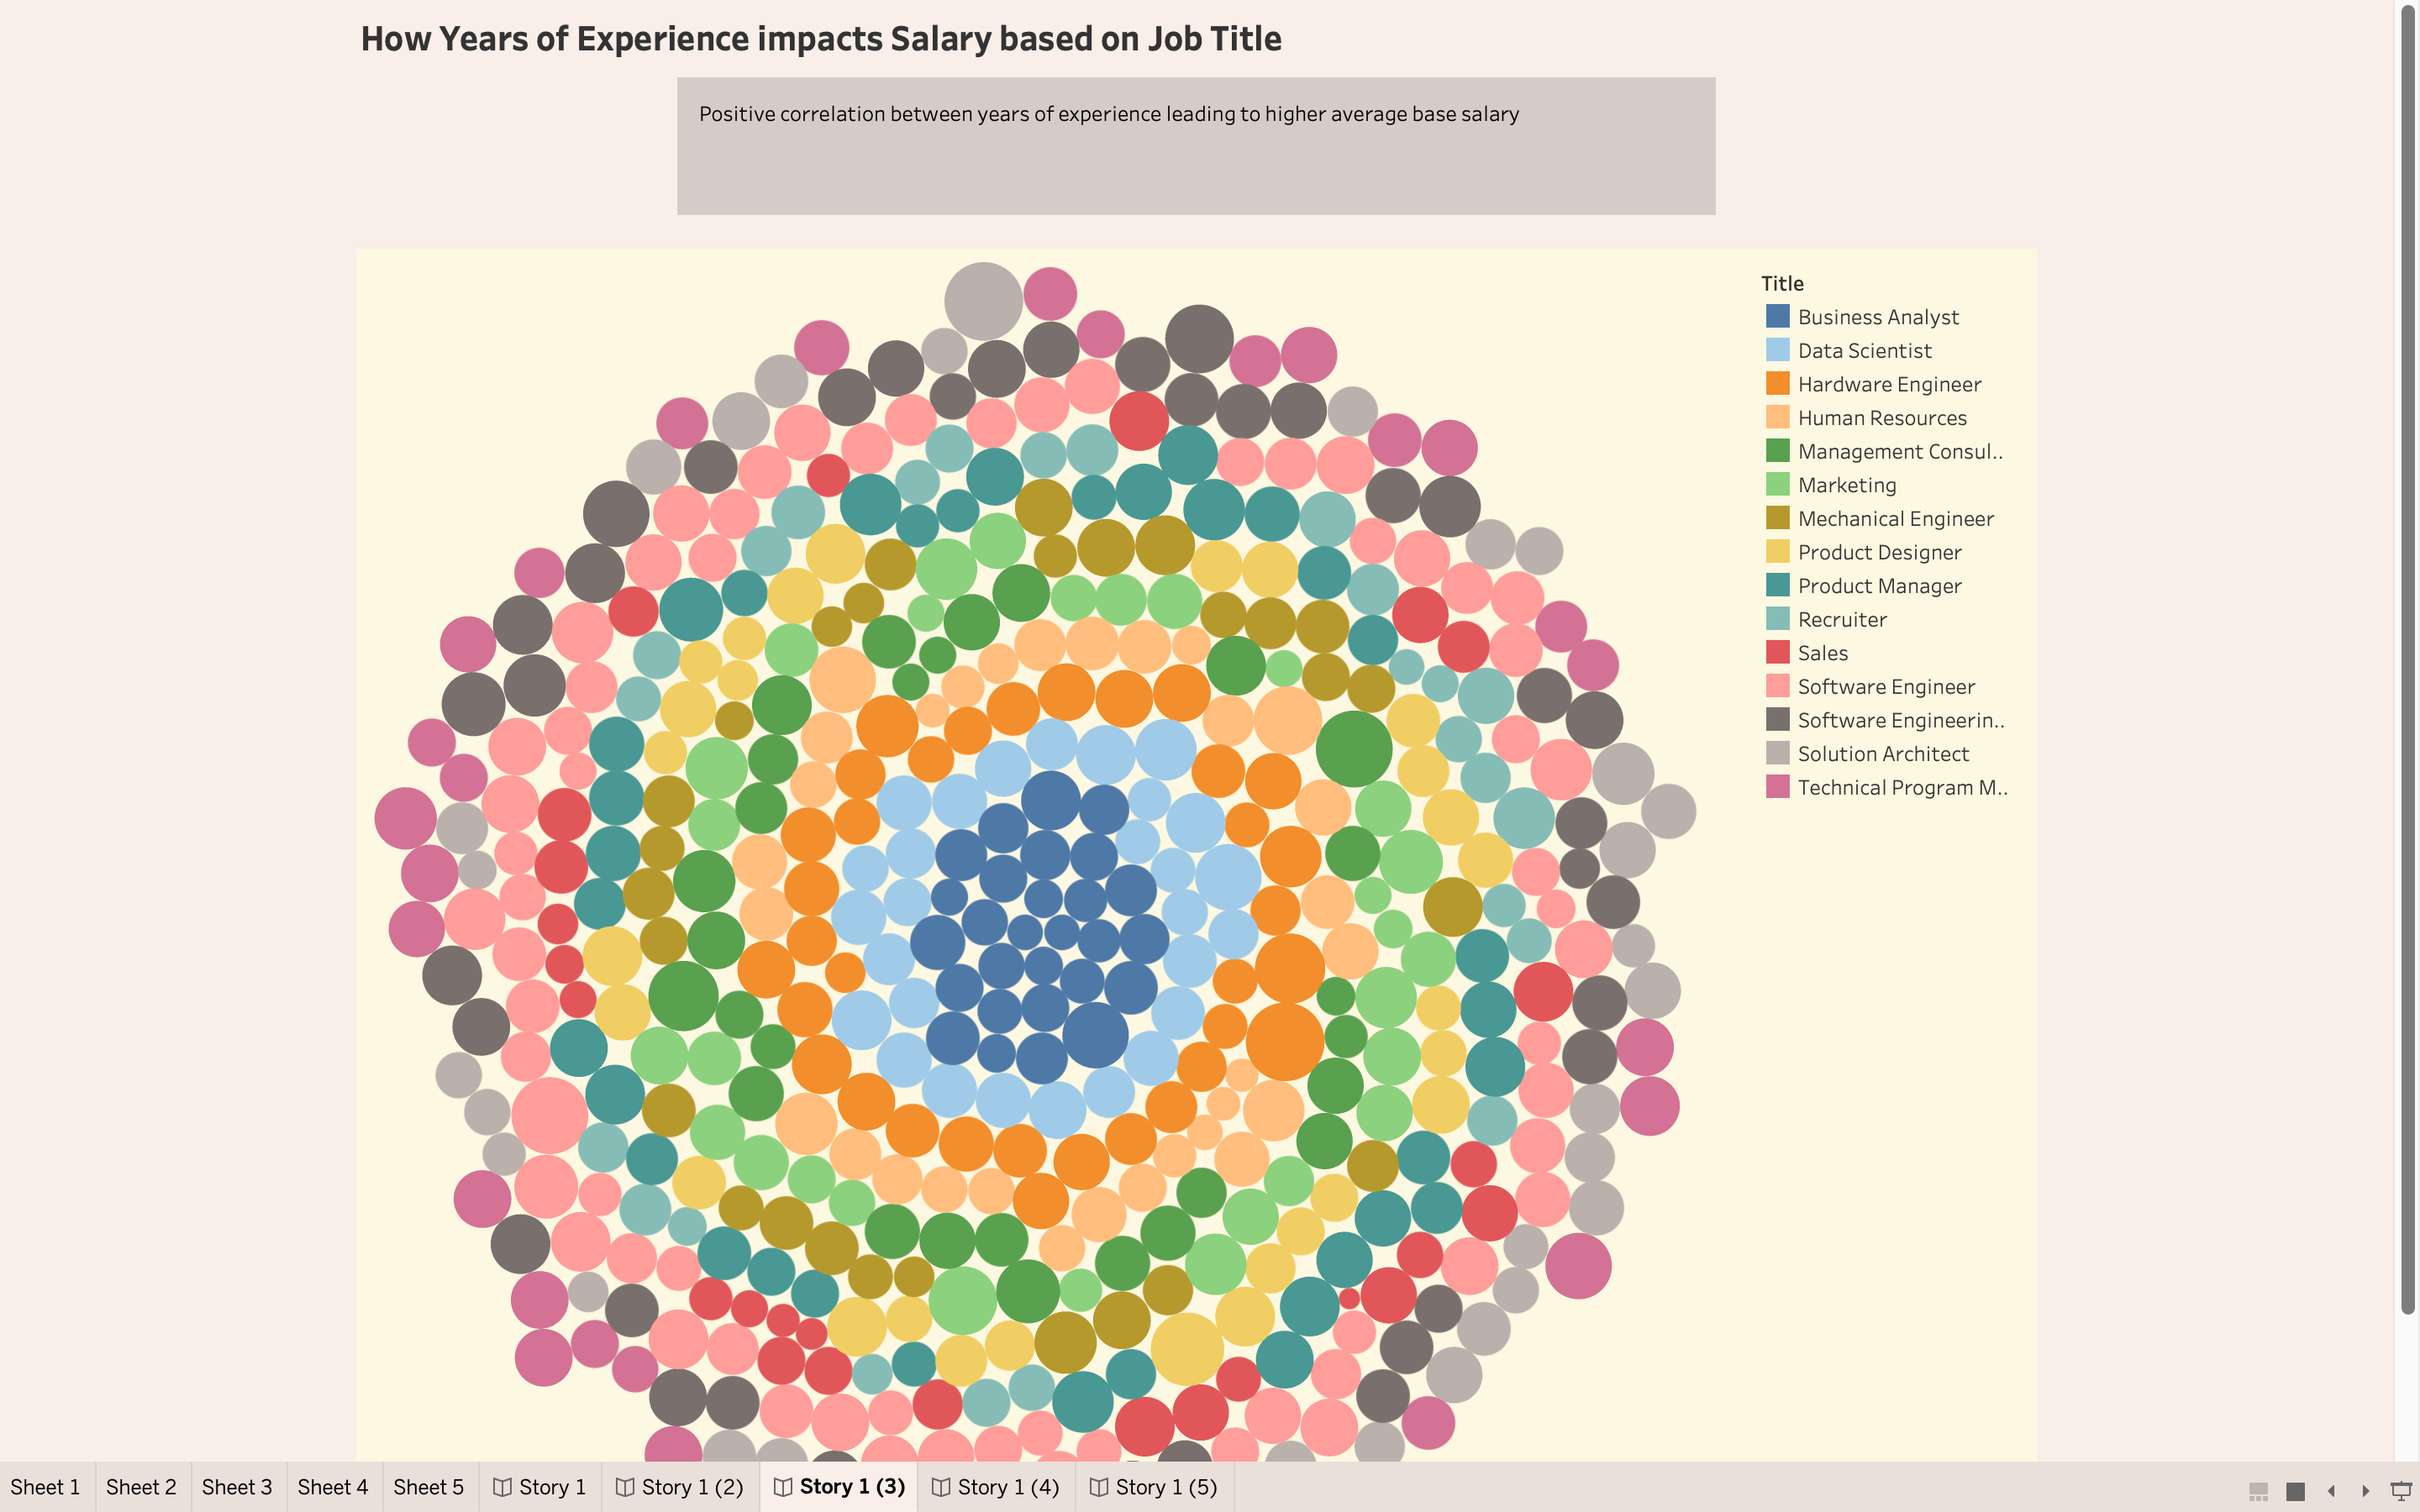 How Years of Experience impacts Salary based on Job Title
Positive correlation between years of experience leading to higher average base salary
Title
Business Analyst
Data Scientist
Hardware Engineer
Human Resources
Management Consul..
Marketing
Mechanical Engineer
Product Designer
Product Manager
Recruiter
Sales
Software Engineer
Software Engineerin..
Solution Architect
Technical Program M..
Sheet 1 Sheet 2 Sheet 3 Sheet 4 Sheet 5 Story 1 Story 1 (2) Story 1 (3) Story 1 (4) Story 1 (5)